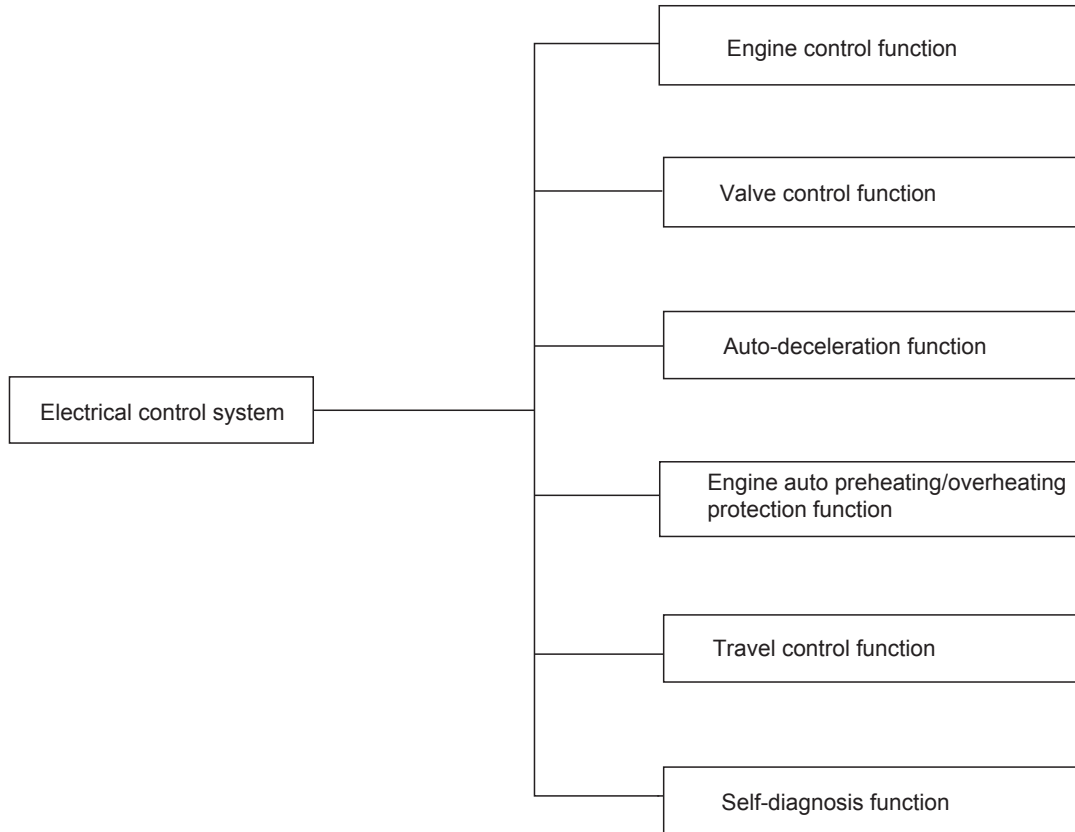 Engine control function
Valve control function
Auto-deceleration function
Electrical control system
Engine auto preheating/overheating
protection function
Travel control function
Self-diagnosis function